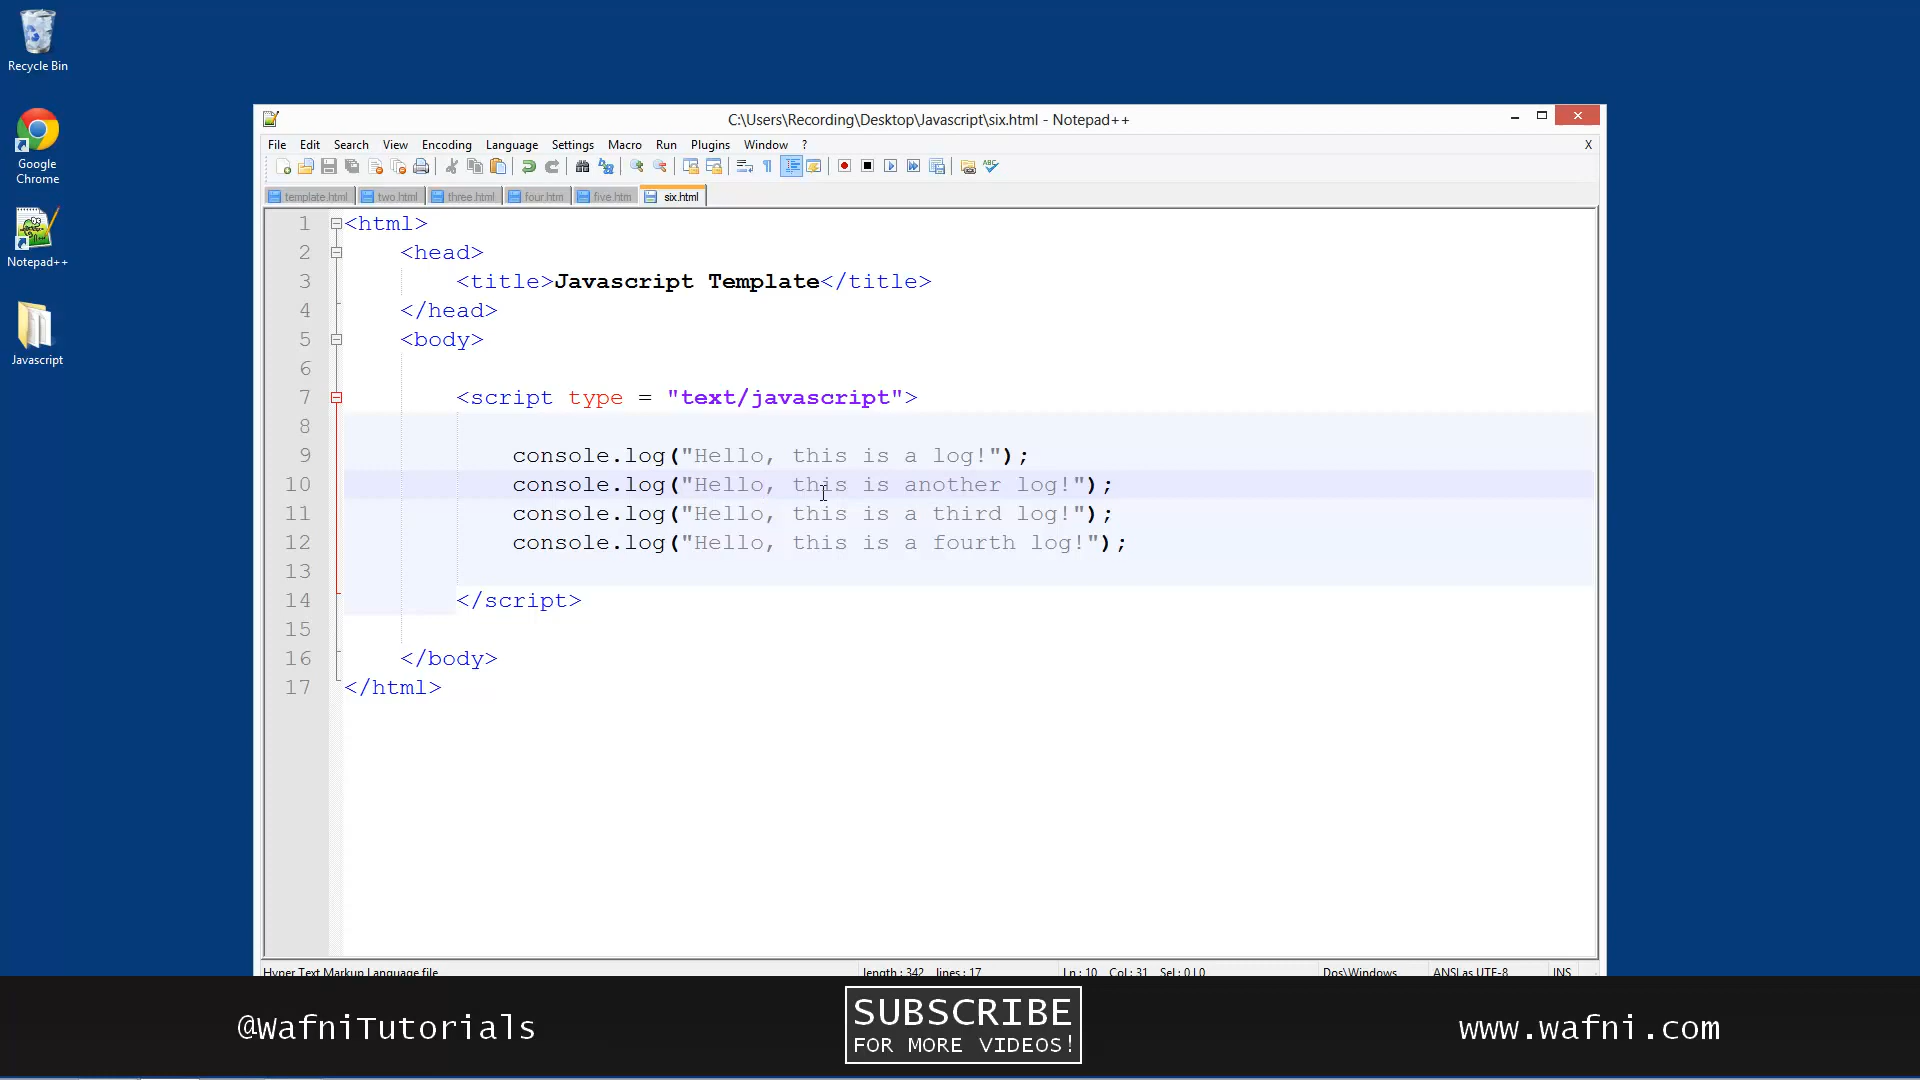 Recycle Bin
Google
Chrome
Notepad++
Javascript
C:\Users\Recording\Desktop\Javascript\six.html - Notepad++
File Edit Search View Encoding Language Settings Macro Run Plugins Window ? X
template.html two.html three.html four.htm five.htm six.html
1 <html>
2 <head>
3 <title>Javascript Template</title>
4 </head>
5 <body>
6
7 <script type = "text/javascript">
8
9 console.log("Hello, this is a log!");
10 console.log("Hello, this is another log!");
11 console.log("Hello, this is a third log!");
12 console.log("Hello, this is a fourth log!");
13
14 </script>
15
16 </body>
17 </html>
Hyper Text Markup Language file length : 342 lines : 17 Ln : 10 Col : 31 Sel : 0 | 0 Dos\Windows ANSI as UTF-8 INS
@WafniTutorials
SUBSCRIBE
FOR MORE VIDEOS!
www.wafni.com